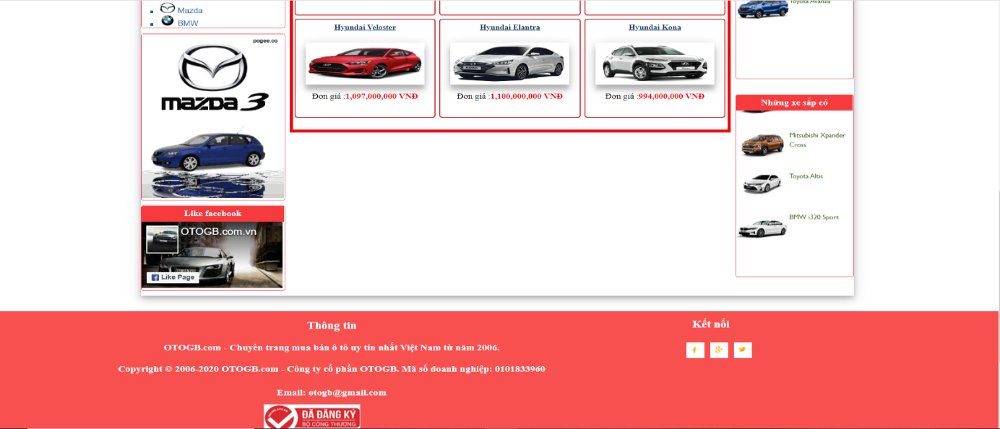 Mazda
BMW
pogee.co
mazda 3
Like facebook
OTOGB.com.vn
Like Page
Hyundai Veloster
Hyundai Elantra
Hyundai Kona
Đơn giá :1,097,000,000 VNĐ
Đơn giá :1,100,000,000 VNĐ
Đơn giá :994,000,000 VNĐ
Toyota Avanza
Những xe sắp có
Mitsubishi Xpander
Cross
Toyota Altis
BMW i320 Sport
Thông tin
OTOGB.com - Chuyên trang mua bán ô tô uy tín nhất Việt Nam từ năm 2006.
Copyright © 2006-2020 OTOGB.com - Công ty cổ phần OTOGB. Mã số doanh nghiệp: 0101833960
Email: otogb@gmail.com
ĐÃ ĐĂNG KÝ
BỘ CÔNG THƯƠNG
Kết nối